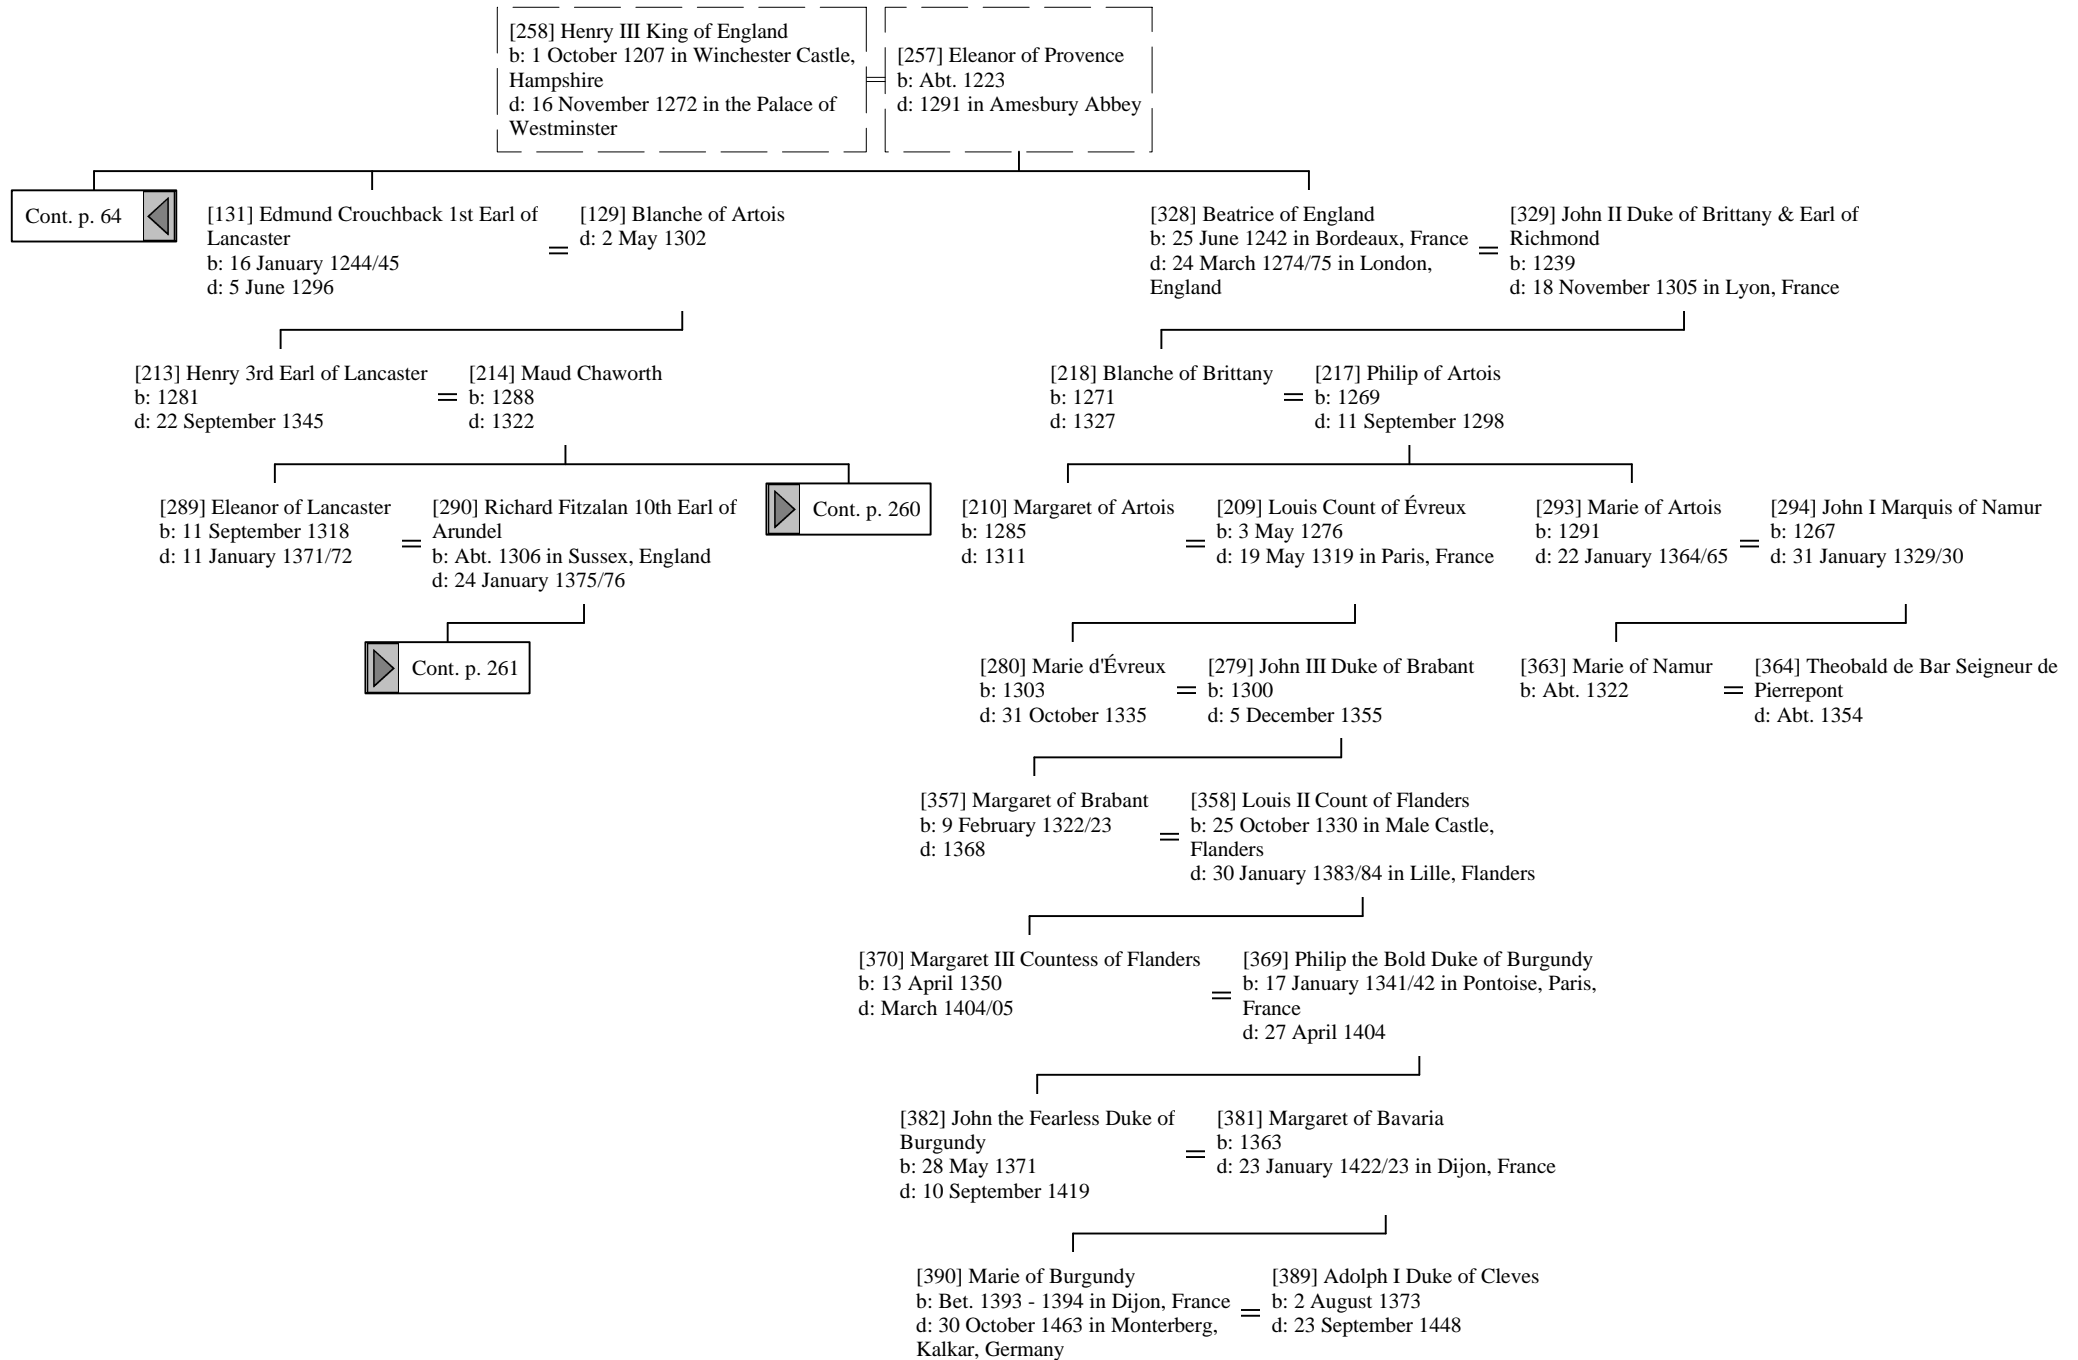 [258] Henry III King of England
b: 1 October 1207 in Winchester Castle,
Hampshire
d: 16 November 1272 in the Palace of
Westminster
[257] Eleanor of Provence
b: Abt. 1223
d: 1291 in Amesbury Abbey
Cont. p. 64
[131] Edmund Crouchback 1st Earl of
Lancaster
b: 16 January 1244/45
d: 5 June 1296
=
[129] Blanche of Artois
d: 2 May 1302
[328] Beatrice of England
b: 25 June 1242 in Bordeaux, France
d: 24 March 1274/75 in London,
England
=
[329] John II Duke of Brittany & Earl of
Richmond
b: 1239
d: 18 November 1305 in Lyon, France
[213] Henry 3rd Earl of Lancaster
b: 1281
d: 22 September 1345
=
[214] Maud Chaworth
b: 1288
d: 1322
[218] Blanche of Brittany
b: 1271
d: 1327
=
[217] Philip of Artois
b: 1269
d: 11 September 1298
[289] Eleanor of Lancaster
b: 11 September 1318
d: 11 January 1371/72
=
[290] Richard Fitzalan 10th Earl of
Arundel
b: Abt. 1306 in Sussex, England
d: 24 January 1375/76
Cont. p. 260
[210] Margaret of Artois
b: 1285
d: 1311
=
[209] Louis Count of Évreux
b: 3 May 1276
d: 19 May 1319 in Paris, France
[293] Marie of Artois
b: 1291
d: 22 January 1364/65
=
[294] John I Marquis of Namur
b: 1267
d: 31 January 1329/30
Cont. p. 261
[280] Marie d'Évreux
b: 1303
d: 31 October 1335
=
[279] John III Duke of Brabant
b: 1300
d: 5 December 1355
[363] Marie of Namur
b: Abt. 1322
=
[364] Theobald de Bar Seigneur de
Pierrepont
d: Abt. 1354
[357] Margaret of Brabant
b: 9 February 1322/23
d: 1368
=
[358] Louis II Count of Flanders
b: 25 October 1330 in Male Castle,
Flanders
d: 30 January 1383/84 in Lille, Flanders
[370] Margaret III Countess of Flanders
b: 13 April 1350
d: March 1404/05
=
[369] Philip the Bold Duke of Burgundy
b: 17 January 1341/42 in Pontoise, Paris,
France
d: 27 April 1404
[382] John the Fearless Duke of
Burgundy
b: 28 May 1371
d: 10 September 1419
=
[381] Margaret of Bavaria
b: 1363
d: 23 January 1422/23 in Dijon, France
[390] Marie of Burgundy
b: Bet. 1393 - 1394 in Dijon, France
d: 30 October 1463 in Monterberg,
Kalkar, Germany
=
[389] Adolph I Duke of Cleves
b: 2 August 1373
d: 23 September 1448